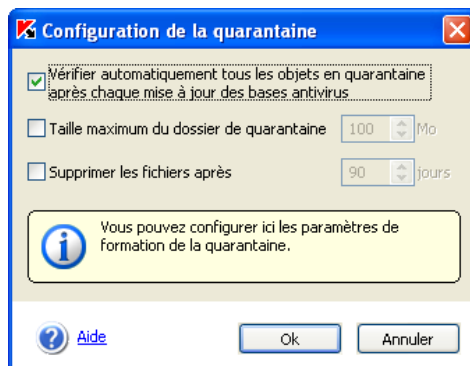 Configuration de la quarantaine
Vérifier automatiquement tous les objets en quarantaine
après chaque mise à jour des bases antivirus
Taille maximum du dossier de quarantaine 100 Mo
Supprimer les fichiers après 90 jours
Vous pouvez configurer ici les paramètres de
formation de la quarantaine.
Aide Ok Annuler